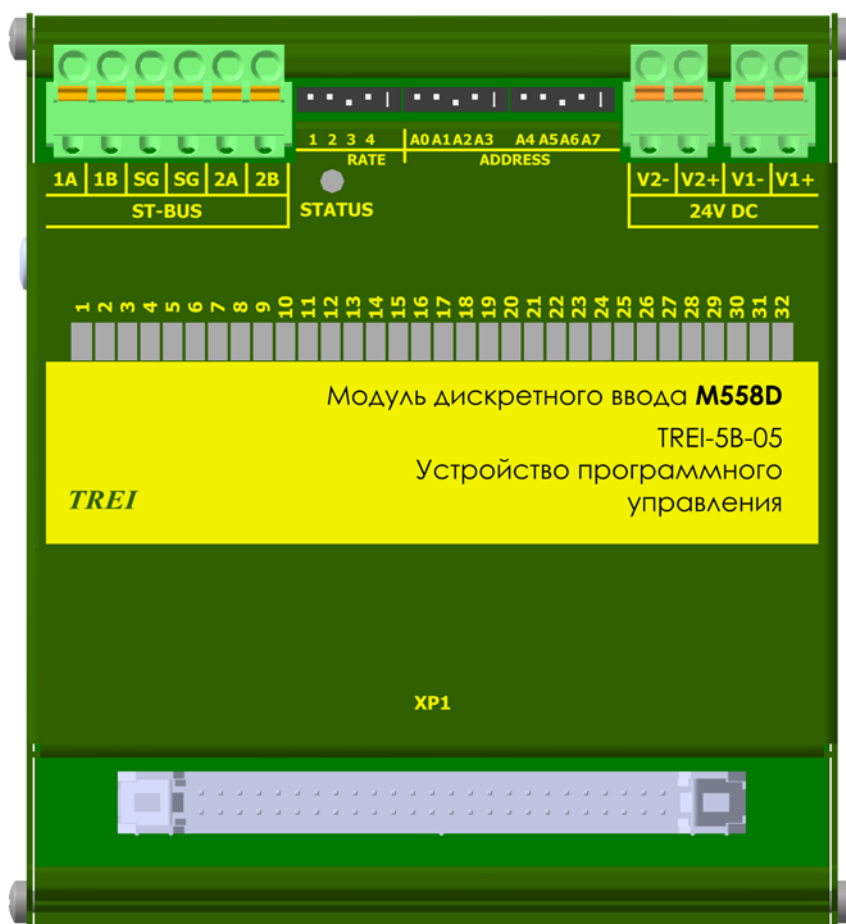 1 2 3 4 A0 A1 A2 A3 A4 A5 A6 A7
RATE ADDRESS
1A 1B SG SG 2A 2B V2- V2+ V1- V1+
ST-BUS STATUS 24V DC
1 2 3 4 5 6 7 8 9 10 11 12 13 14 15 16 17 18 19 20 21 22 23 24 25 26 27 28 29 30 31 32
Модуль дискретного ввода M558D
TREI-5B-05
Устройство программного
управления
TREI
XP1